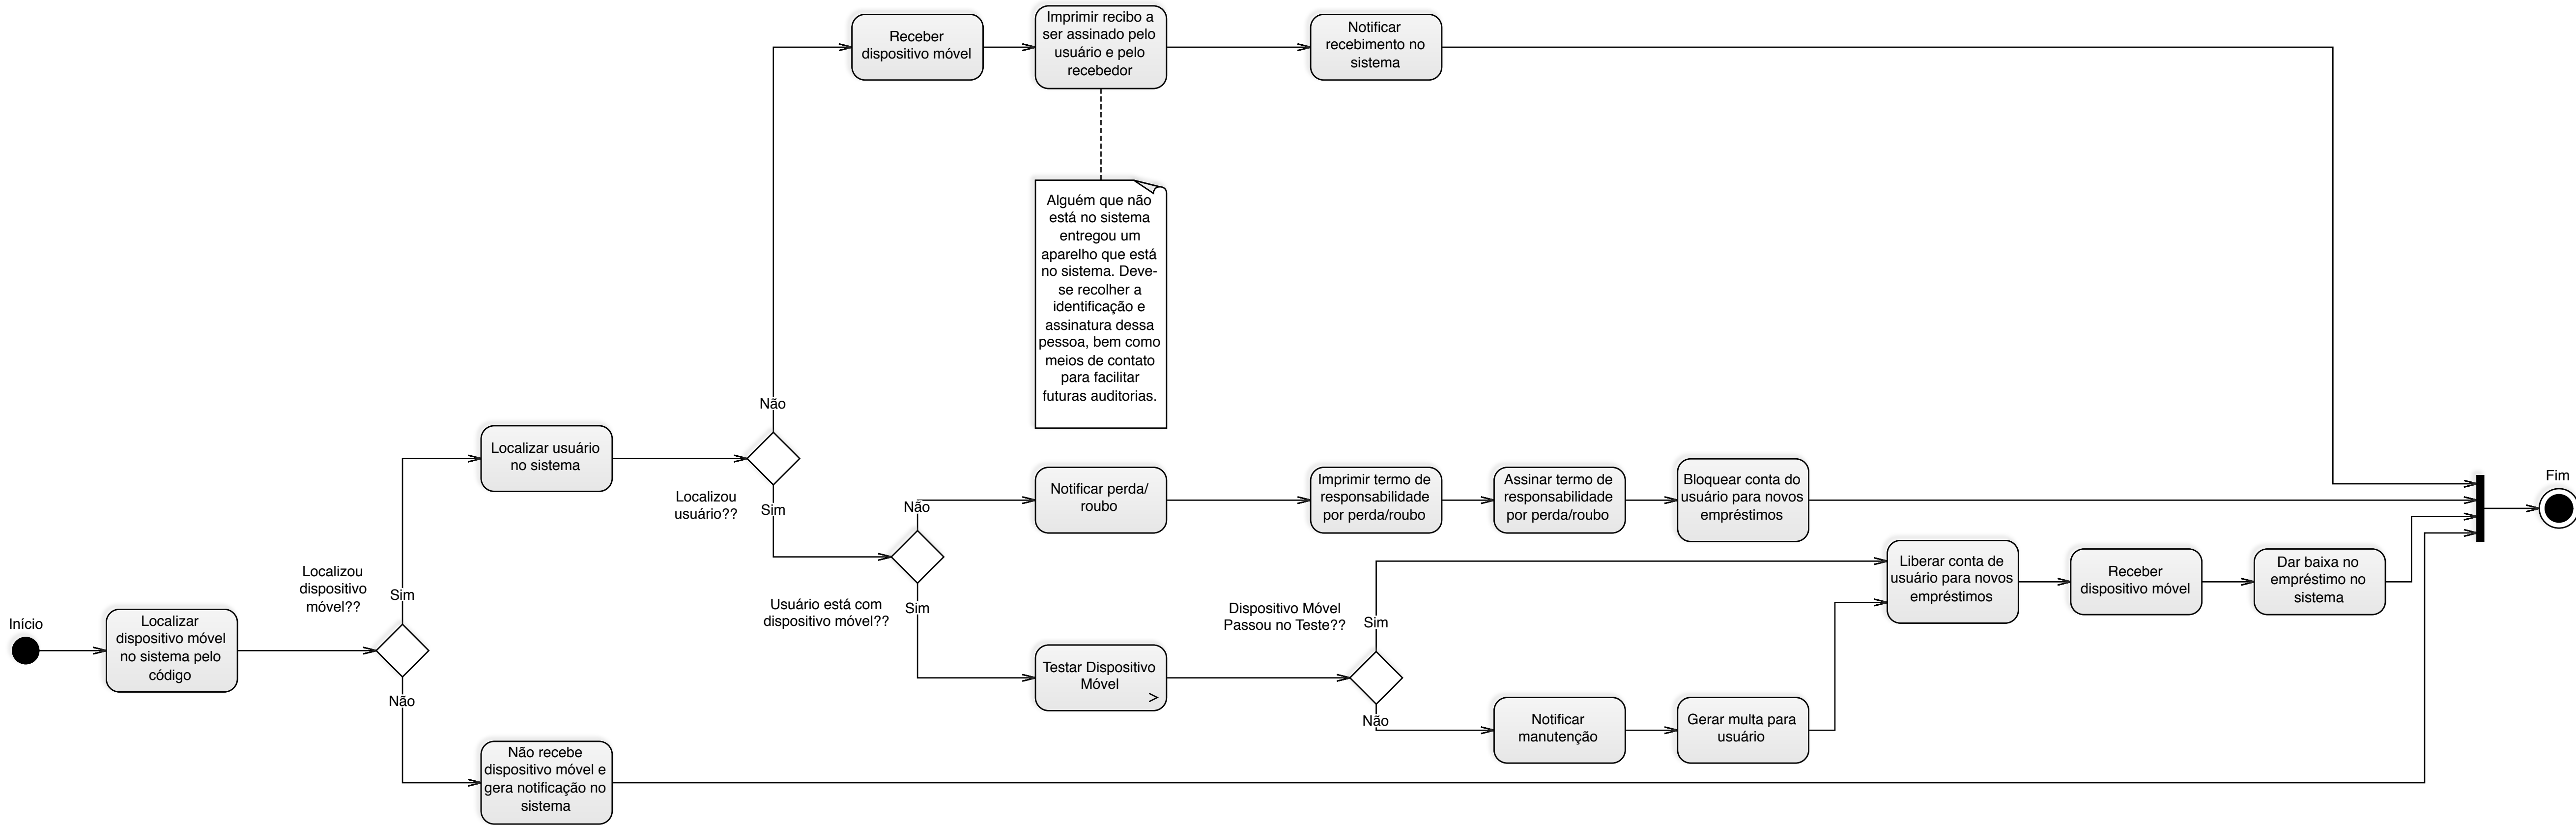 Receber
dispositivo móvel
Imprimir recibo a
ser assinado pelo
usuário e pelo
recebedor
Notificar
recebimento no
sistema
Alguém que não
está no sistema
entregou um
aparelho que está
no sistema. Deve-
se recolher a
identificação e
assinatura dessa
pessoa, bem como
meios de contato
para facilitar
futuras auditorias.
Não
Localizar usuário
no sistema
Localizou
usuário??
Sim
Não
Notificar perda/
roubo
Imprimir termo de
responsabilidade
por perda/roubo
Assinar termo de
responsabilidade
por perda/roubo
Bloquear conta do
usuário para novos
empréstimos
Fim
Localizou
dispositivo
móvel??
Sim
Usuário está com
dispositivo móvel??
Sim
Dispositivo Móvel
Passou no Teste??
Sim
Liberar conta de
usuário para novos
empréstimos
Receber
dispositivo móvel
Dar baixa no
empréstimo no
sistema
Início
Localizar
dispositivo móvel
no sistema pelo
código
Testar Dispositivo
Móvel
Não
Não
Notificar
manutenção
Gerar multa para
usuário
Não recebe
dispositivo móvel e
gera notificação no
sistema